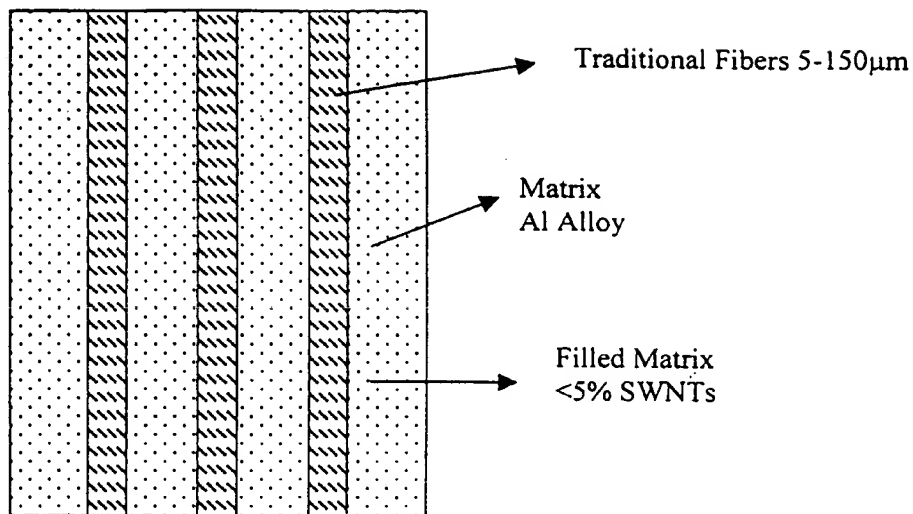 Traditional Fibers 5-150μm
Matrix
Al Alloy
Filled Matrix
<5% SWNTs